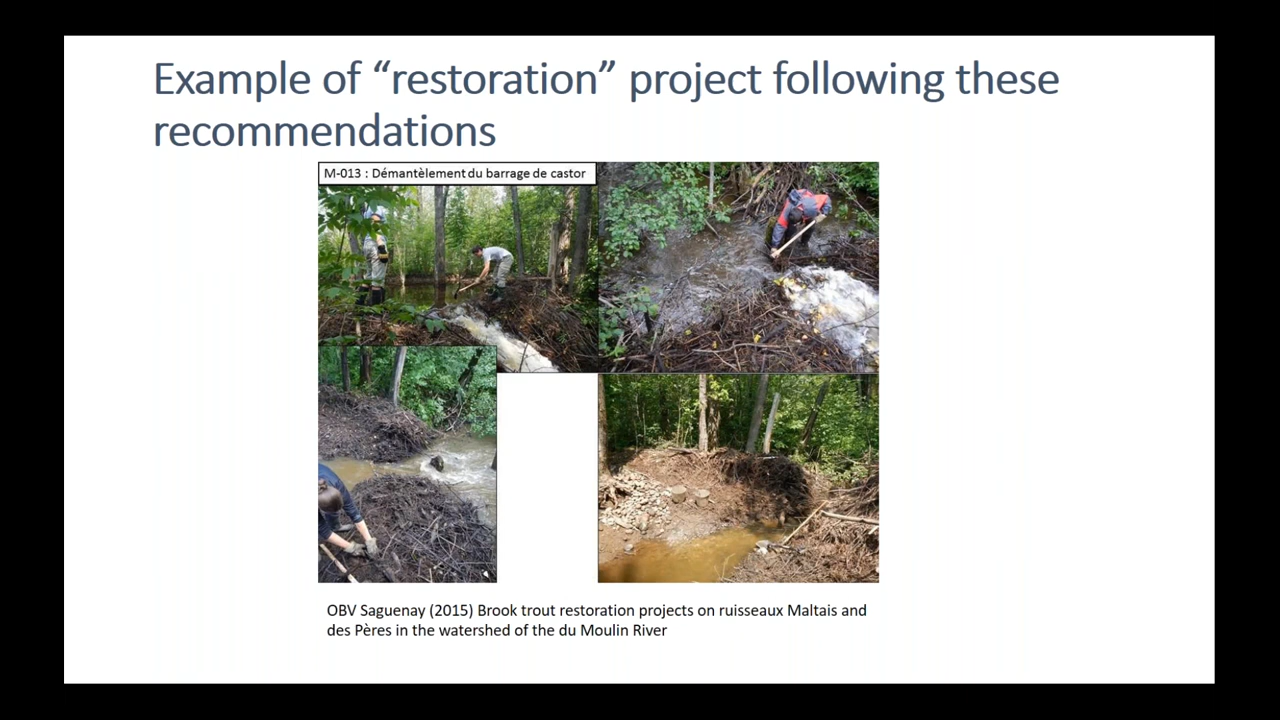 Example of “restoration” project following these
recommendations
M-013 : Démantèlement du barrage de castor
OBV Saguenay (2015) Brook trout restoration projects on ruisseaux Maltais and
des Pères in the watershed of the du Moulin River